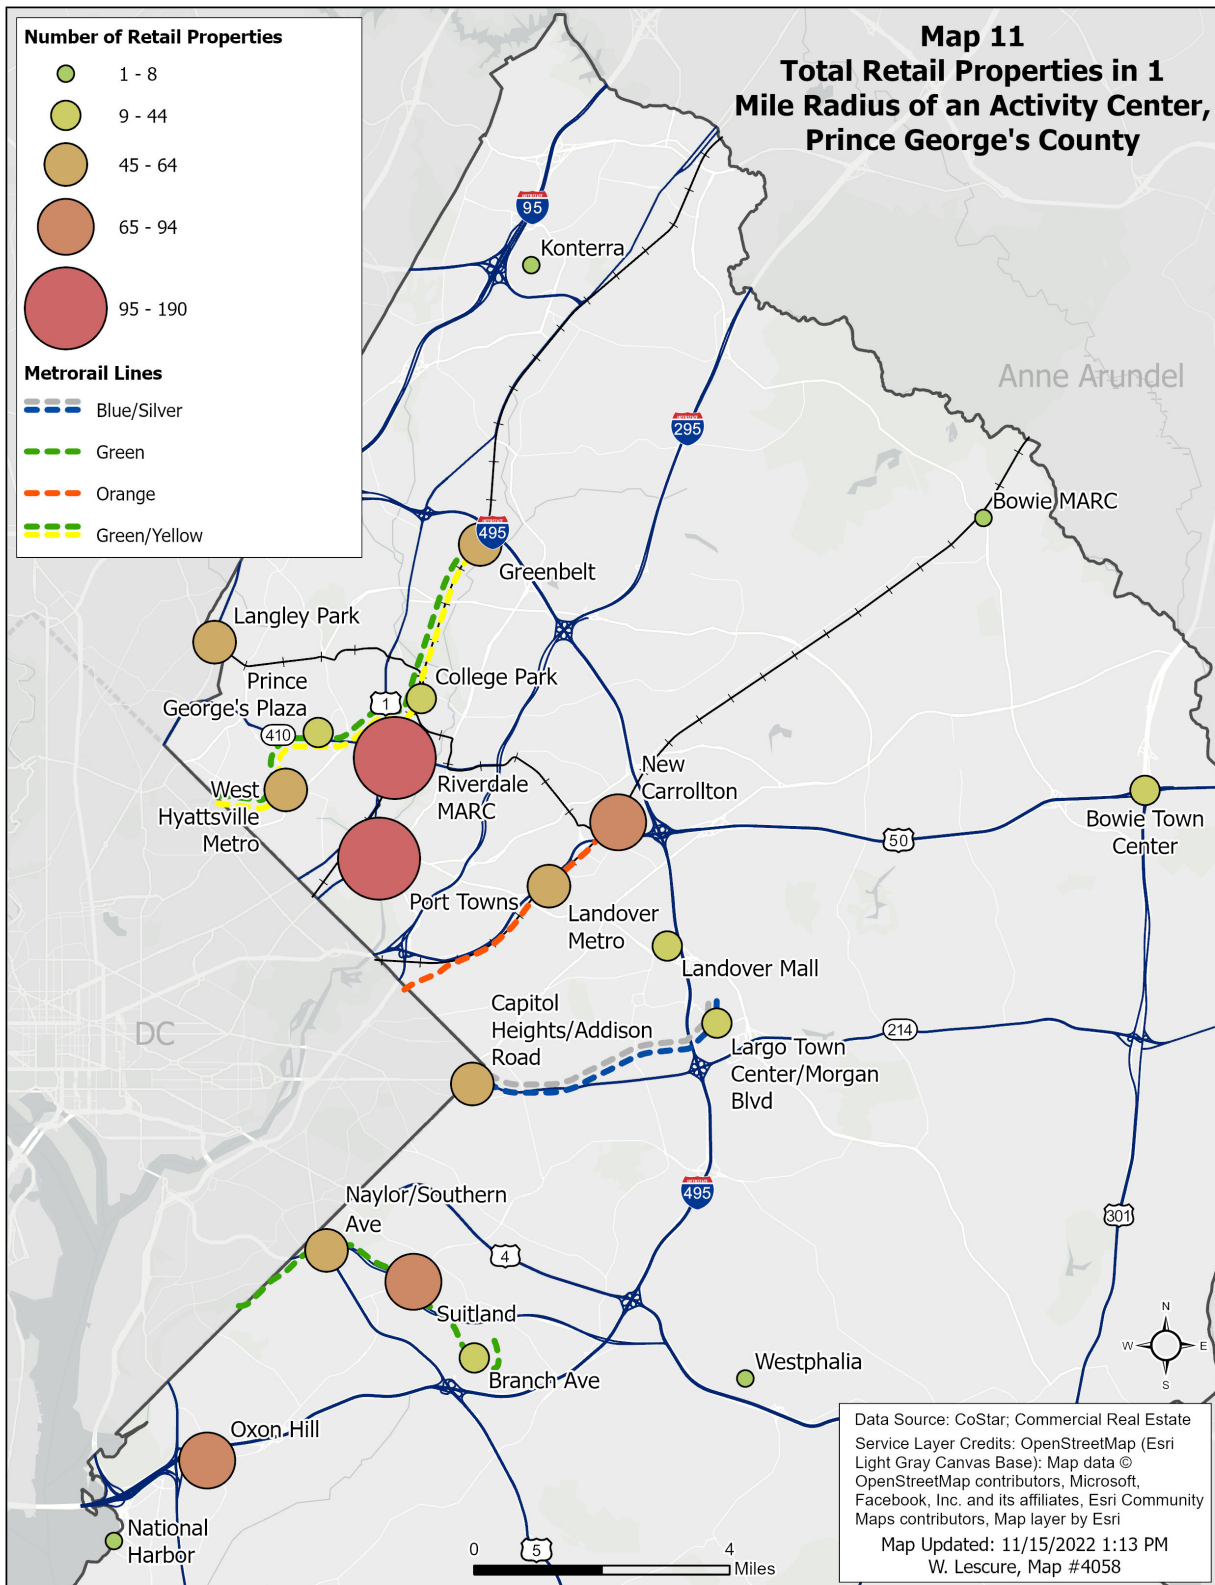 Map 11
Total Retail Properties in 1
Mile Radius of an Activity Center,
Prince George's County
Number of Retail Properties
1 - 8
9 - 44
45 - 64
65 - 94
95 - 190
Metrorail Lines
Blue/Silver
Green
Orange
Green/Yellow
INTERSTATE
95
Konterra
Anne Arundel
INTERSTATE
295
Bowie MARC
INTERSTATE
495
Greenbelt
Langley Park
College Park
Prince
George's Plaza
1
410
Riverdale
MARC
New
Carrollton
West
Hyattsville
Metro
50
Bowie Town
Center
Port Towns
Landover
Metro
Landover Mall
Capitol
Heights/Addison
Road
DC
214
Largo Town
Center/Morgan
Blvd
INTERSTATE
495
Naylor/Southern
Ave
301
4
Suitland
Branch Ave
Westphalia
N
W
E
S
Oxon Hill
National
Harbor
5
0
4
Miles
Data Source: CoStar; Commercial Real Estate
Service Layer Credits: OpenStreetMap (Esri
Light Gray Canvas Base): Map data ©
OpenStreetMap contributors, Microsoft,
Facebook, Inc. and its affiliates, Esri Community
Maps contributors, Map layer by Esri
Map Updated: 11/15/2022 1:13 PM
W. Lescure, Map #4058